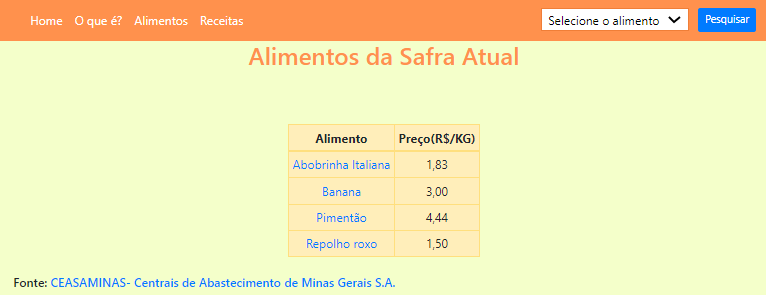 Home O que é? Alimentos Receitas Selecione o alimento Pesquisar
Alimentos da Safra Atual
Alimento Preço(R$/KG)
Abobrinha Italiana 1,83
Banana 3,00
Pimentão 4,44
Repolho roxo 1,50
Fonte: CEASAMINAS- Centrais de Abastecimento de Minas Gerais S.A.